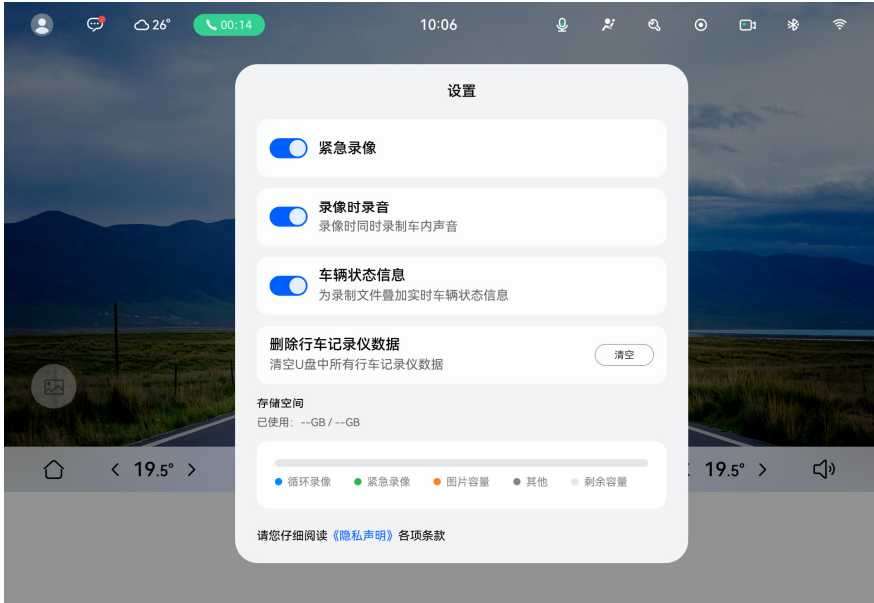 26°
00:14
10:06
设置
紧急录像
录像时录音
录像时同时录制车内声音
车辆状态信息
为录制文件叠加实时车辆状态信息
删除行车记录仪数据
清空U盘中所有行车记录仪数据
清空
存储空间
已使用：--GB / --GB
循环录像 紧急录像 图片容量 其他 剩余容量
请您仔细阅读《隐私声明》各项条款
19.5°
19.5°